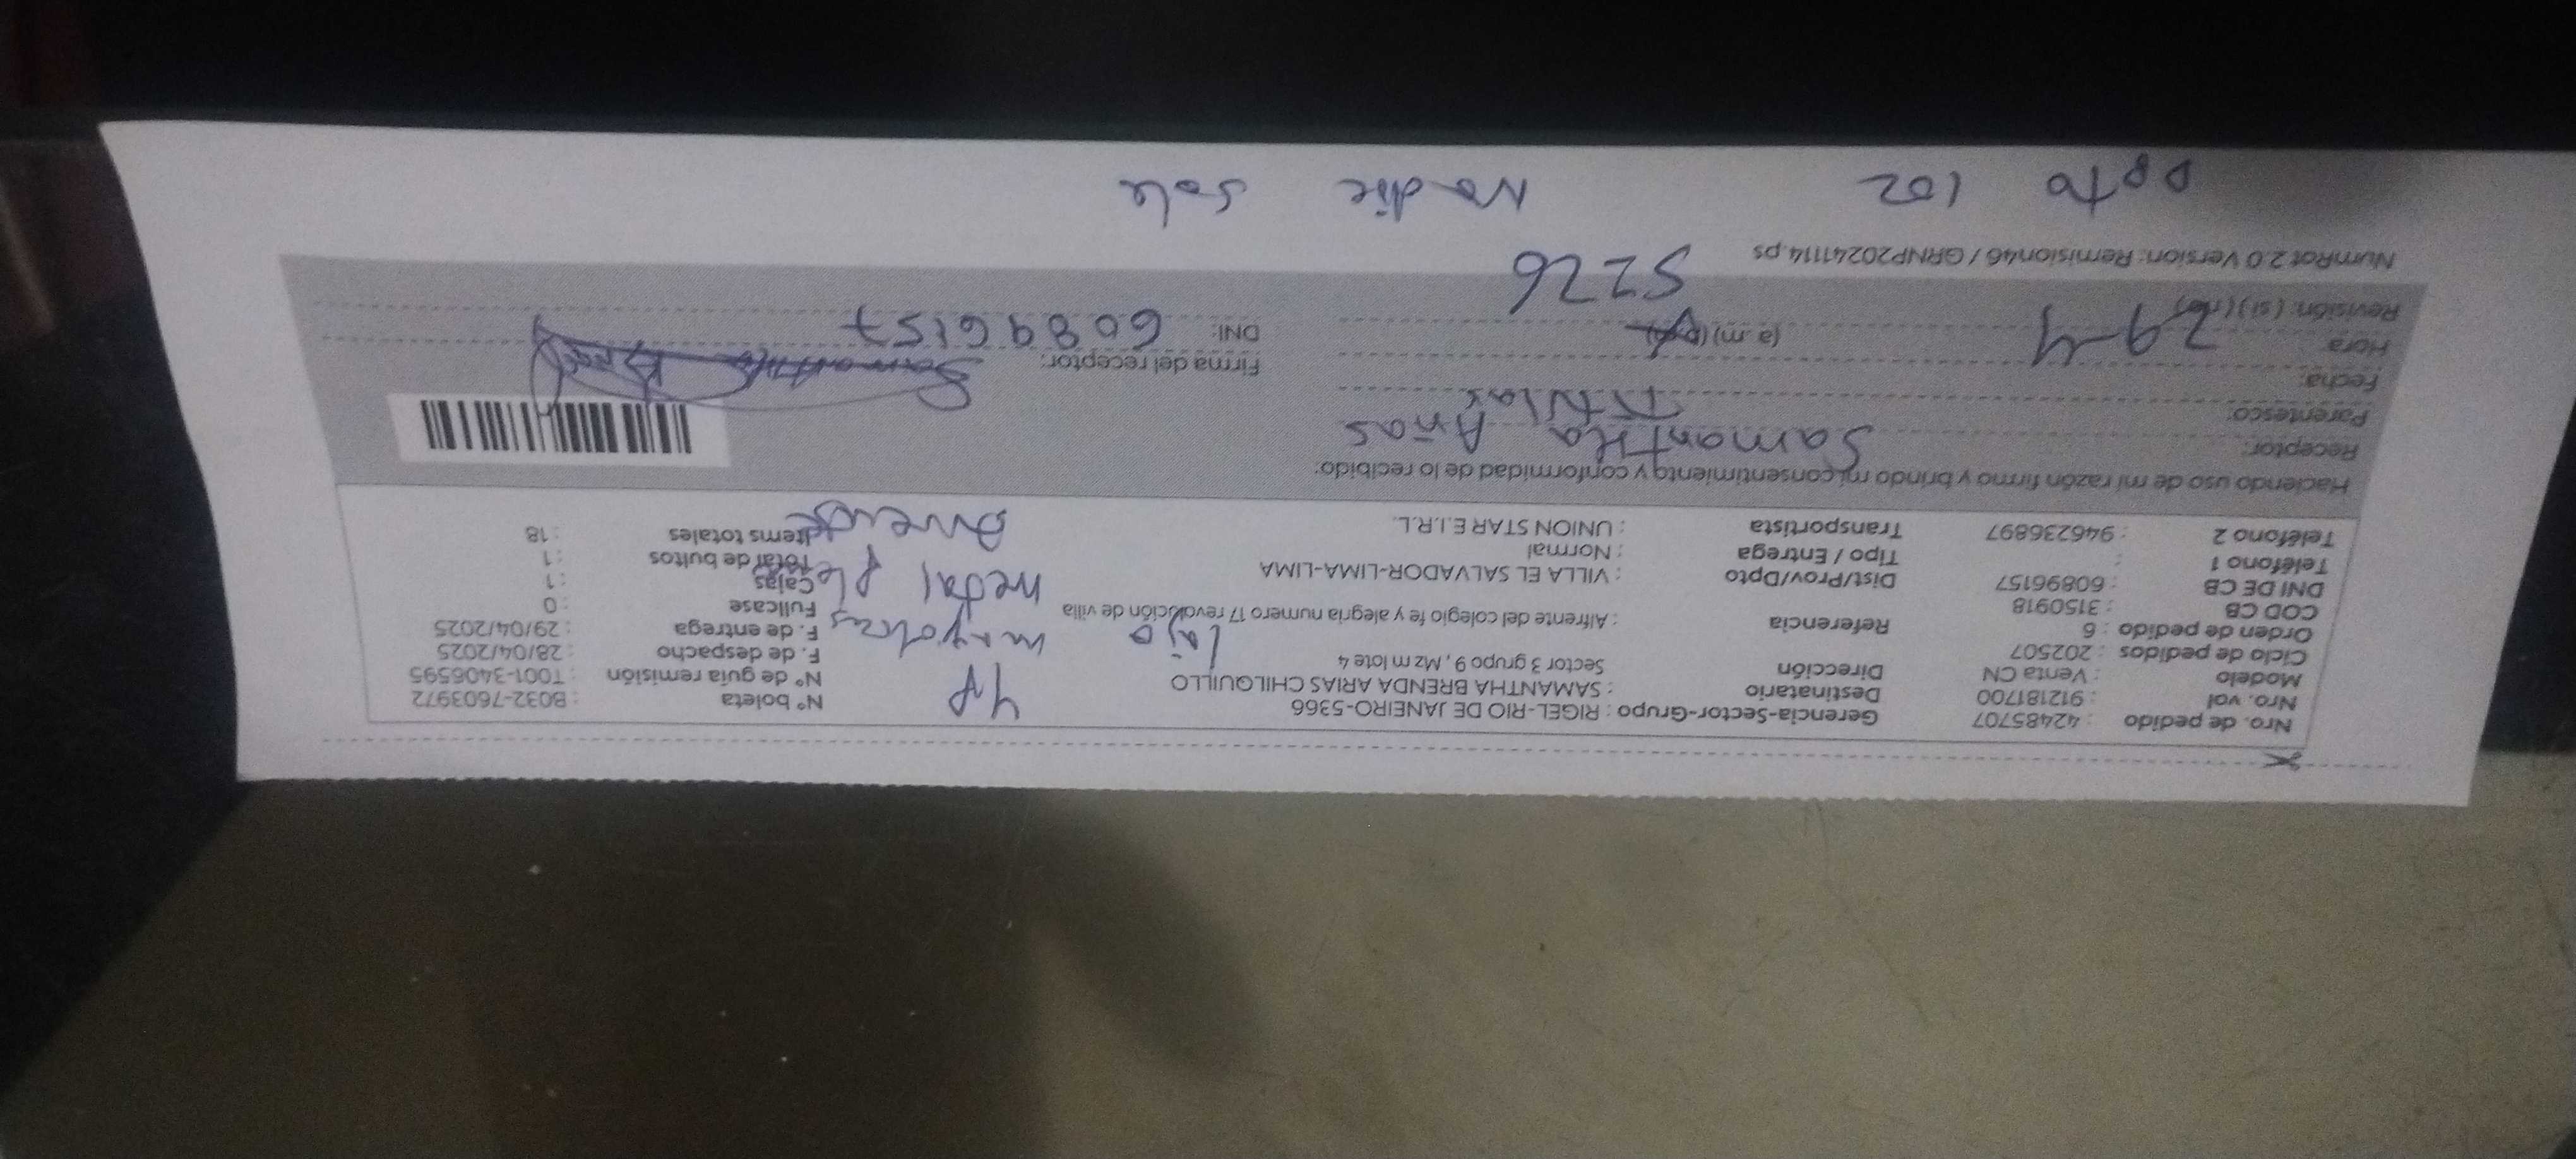 Nro. de pedido : 42485707 Gerencia-Sector-Grupo : RIGEL-RIO DE JANEIRO-5366 4P N° boleta : B032-7603972
Nro. val : 912181700 Destinatario : SAMANTHA BRENDA ARIAS CHILQUILLO N° de guía remisión : T001-3406595
Modelo : Venta CN Dirección Sector 3 grupo 9, Mz m lote 4 F. de despacho : 28/04/2025
Ciclo de pedidos : 202507 F. de entrega : 29/04/2025
Orden de pedido : 6 Referencia : Alfrente del colegio fe y alegria numero 17 revolución de villa Fullcase : 0
COD CB : 3150918 Dist/Prov/Dpto : VILLA EL SALVADOR-LIMA-LIMA Cajas : 1
DNI DE CB : 60896157 Tipo / Entrega : Normal Total de bultos : 1
Teléfono 1 : Transportista : UNION STAR E.I.R.L. Items totales : 18
Teléfono 2 : 946236897
Lajo mayolicas
metal ple
Haciendo uso de mi razón firmo y brindo mi consentimiento y conformidad de lo recibido:
Receptor: Samantha Arias
Parentesco: Titular
Fecha: 29-4 Firma del receptor:
Hora (a.m) (p.m) DNI: 60896157
Revisión: (si) (no) 5226
NumRot 2.0 Version: Remision46 / GRNP20241114.ps
Dpto 102 Nadie Sale